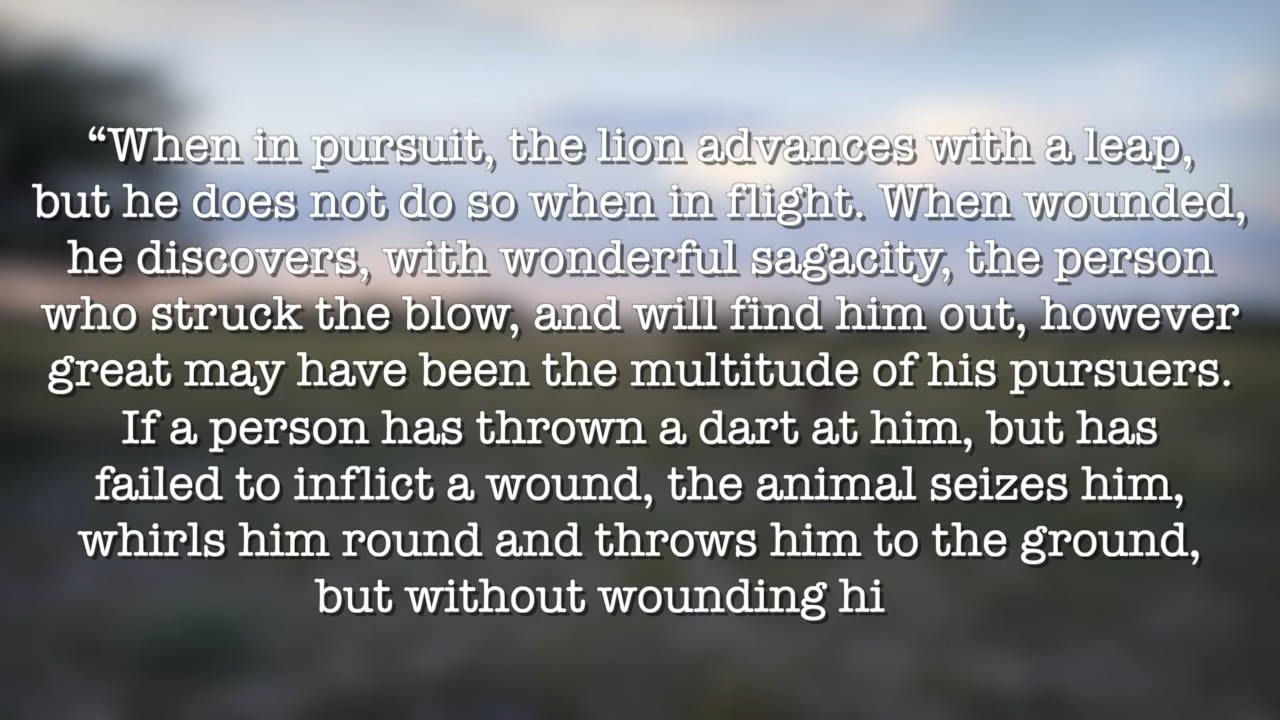 “When in pursuit, the lion advances with a leap,
but he does not do so when in flight. When wounded,
he discovers, with wonderful sagacity, the person
who struck the blow, and will find him out, however
great may have been the multitude of his pursuers.
If a person has thrown a dart at him, but has
failed to inflict a wound, the animal seizes him,
whirls him round and throws him to the ground,
but without wounding hi